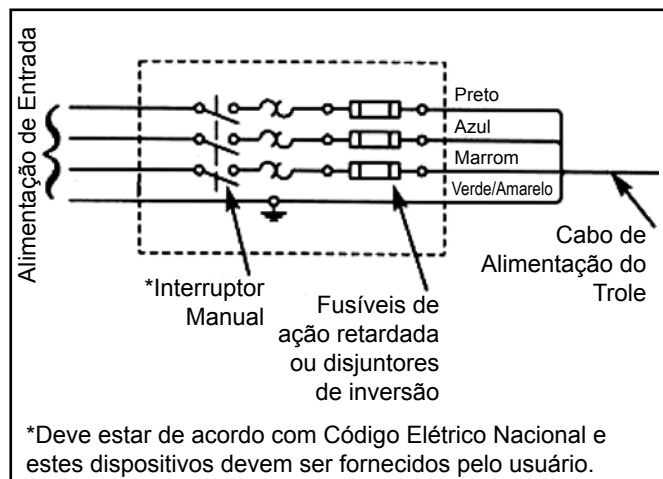 Alimentação de Entrada
Preto
Azul
Marrom
Verde/Amarelo
*Interruptor
Manual
Fusíveis de
ação retardada
ou disjuntores
de inversão
Cabo de
Alimentação do
Trole
*Deve estar de acordo com Código Elétrico Nacional e
estes dispositivos devem ser fornecidos pelo usuário.